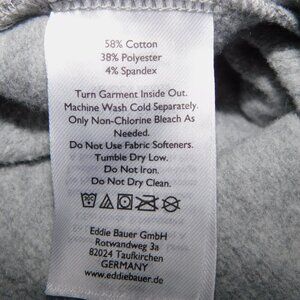 58% Cotton
38% Polyester
4% Spandex
Turn Garment Inside Out.
Machine Wash Cold Separately.
Only Non-Chlorine Bleach As
Needed.
Do Not Use Fabric Softeners.
Tumble Dry Low.
Do Not Iron.
Do Not Dry Clean.
Eddie Bauer GmbH
Rotwandweg 3a
82024 Taufkirchen
GERMANY
www.eddiebauer.de